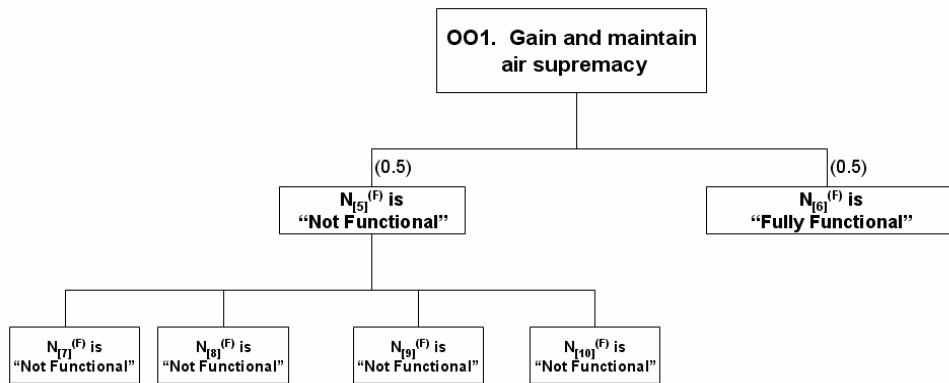 OO1. Gain and maintain
air supremacy
(0.5)
(0.5)
N[5](F) is
“Not Functional”
N[6](F) is
“Fully Functional”
N[7](F) is
“Not Functional”
N[8](F) is
“Not Functional”
N[9](F) is
“Not Functional”
N[10](F) is
“Not Functional”